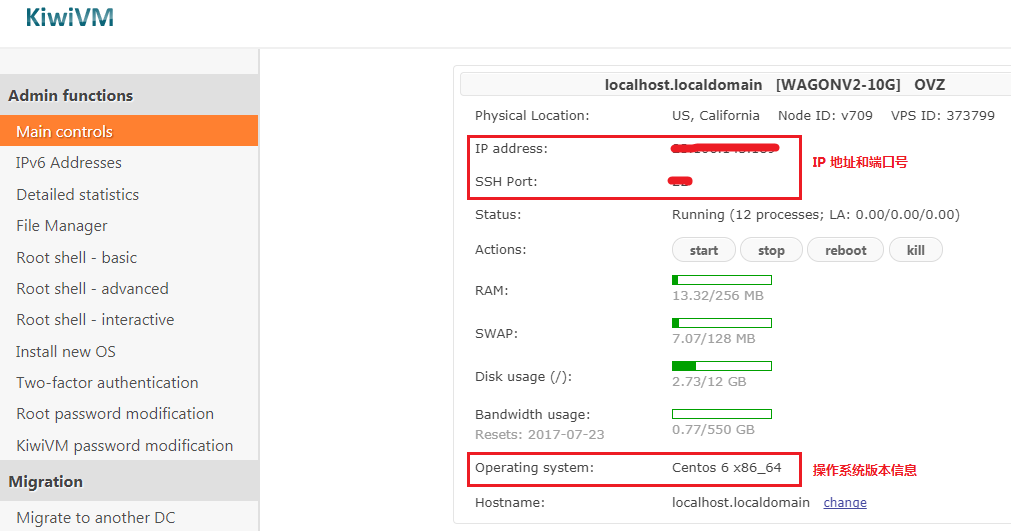 KiwiVM
Admin functions
Main controls
IPv6 Addresses
Detailed statistics
File Manager
Root shell - basic
Root shell - advanced
Root shell - interactive
Install new OS
Two-factor authentication
Root password modification
KiwiVM password modification
Migration
Migrate to another DC
localhost.localdomain [WAGONV2-10G] OVZ
Physical Location: US, California Node ID: v709 VPS ID: 373799
IP address:
IP 地址和端口号
SSH Port:
Status: Running (12 processes; LA: 0.00/0.00/0.00)
Actions: start stop reboot kill
RAM:
13.32/256 MB
SWAP:
7.07/128 MB
Disk usage (/):
2.73/12 GB
Bandwidth usage:
Resets: 2017-07-23 0.77/550 GB
Operating system: Centos 6 x86_64 操作系统版本信息
Hostname: localhost.localdomain change